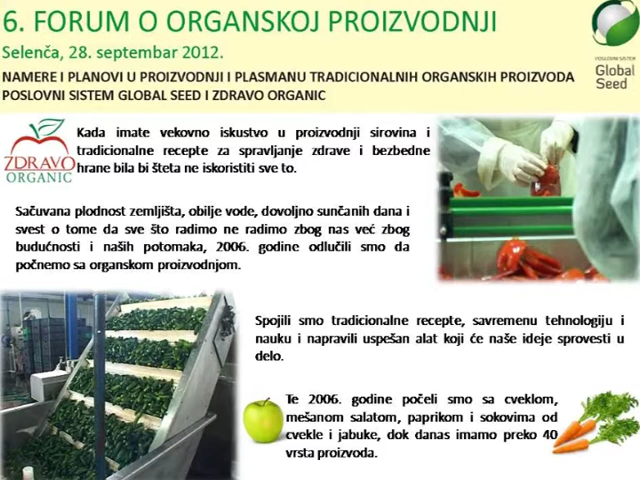 6. FORUM O ORGANSKOJ PROIZVODNJI
Selenča, 28. septembar 2012.
NAMERE I PLANOVI U PROIZVODNJI I PLASMANU TRADICIONALNIH ORGANSKIH PROIZVODA
POSLOVNI SISTEM GLOBAL SEED I ZDRAVO ORGANIC
POSLOVNI SISTEM
Global
Seed
ZDRAVO
ORGANIC
Kada imate vekovno iskustvo u proizvodnji sirovina i
tradicionalne recepte za spravljanje zdrave i bezbedne
hrane bila bi šteta ne iskoristiti sve to.
Sačuvana plodnost zemljišta, obilje vode, dovoljno sunčanih dana i
svest o tome da sve što radimo ne radimo zbog nas već zbog
budućnosti i naših potomaka, 2006. godine odlučili smo da
počnemo sa organskom proizvodnjom.
Spojili smo tradicionalne recepte, savremenu tehnologiju i
nauku i napravili uspešan alat koji će naše ideje sprovesti u
delo.
Te 2006. godine počeli smo sa cveklom,
mešanom salatom, paprikom i sokovima od
cvekle i jabuke, dok danas imamo preko 40
vrsta proizvoda.